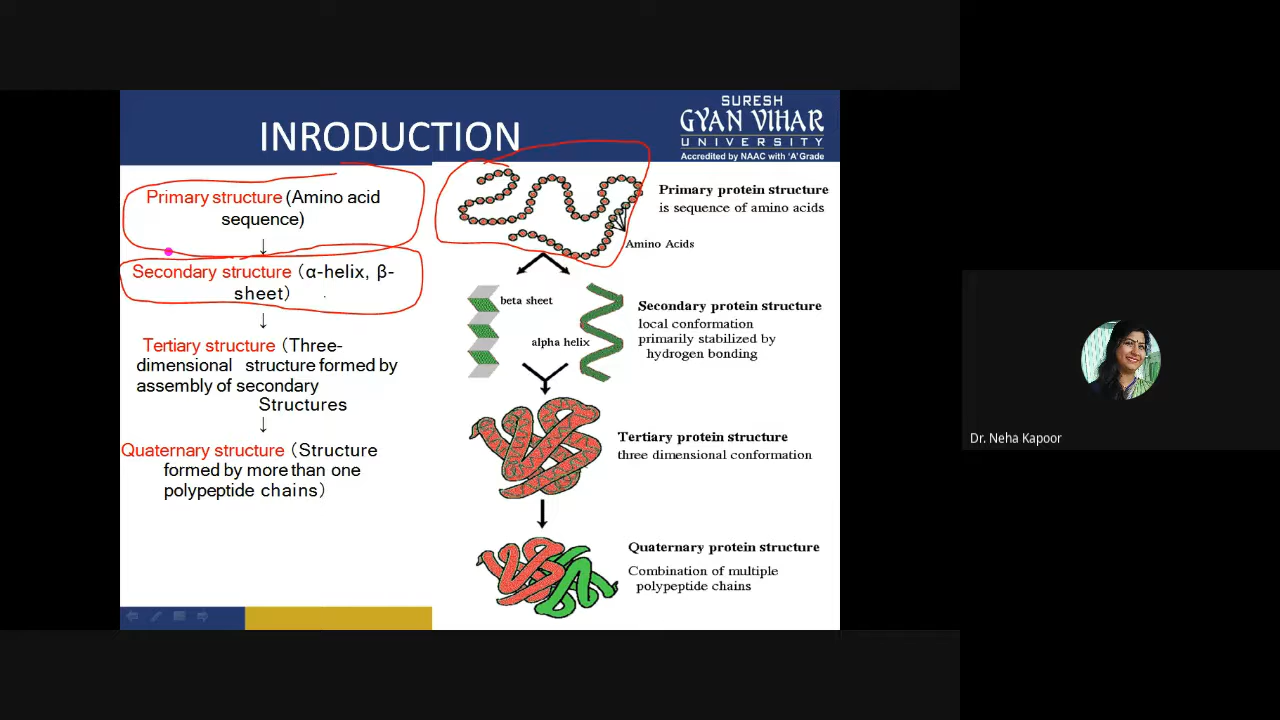 INRODUCTION
SURESH
GYAN VIHAR
UNIVERSITY
Accredited by NAAC with 'A' Grade
Primary structure (Amino acid
sequence)
↓
Secondary structure (α-helix, β-
sheet)
↓
Tertiary structure (Three-
dimensional structure formed by
assembly of secondary
Structures
↓
Quaternary structure (Structure
formed by more than one
polypeptide chains)
Primary protein structure
is sequence of amino acids
Amino Acids
beta sheet
alpha helix
Secondary protein structure
local conformation
primarily stabilized by
hydrogen bonding
Tertiary protein structure
three dimensional conformation
Quaternary protein structure
Combination of multiple
polypeptide chains
Dr. Neha Kapoor